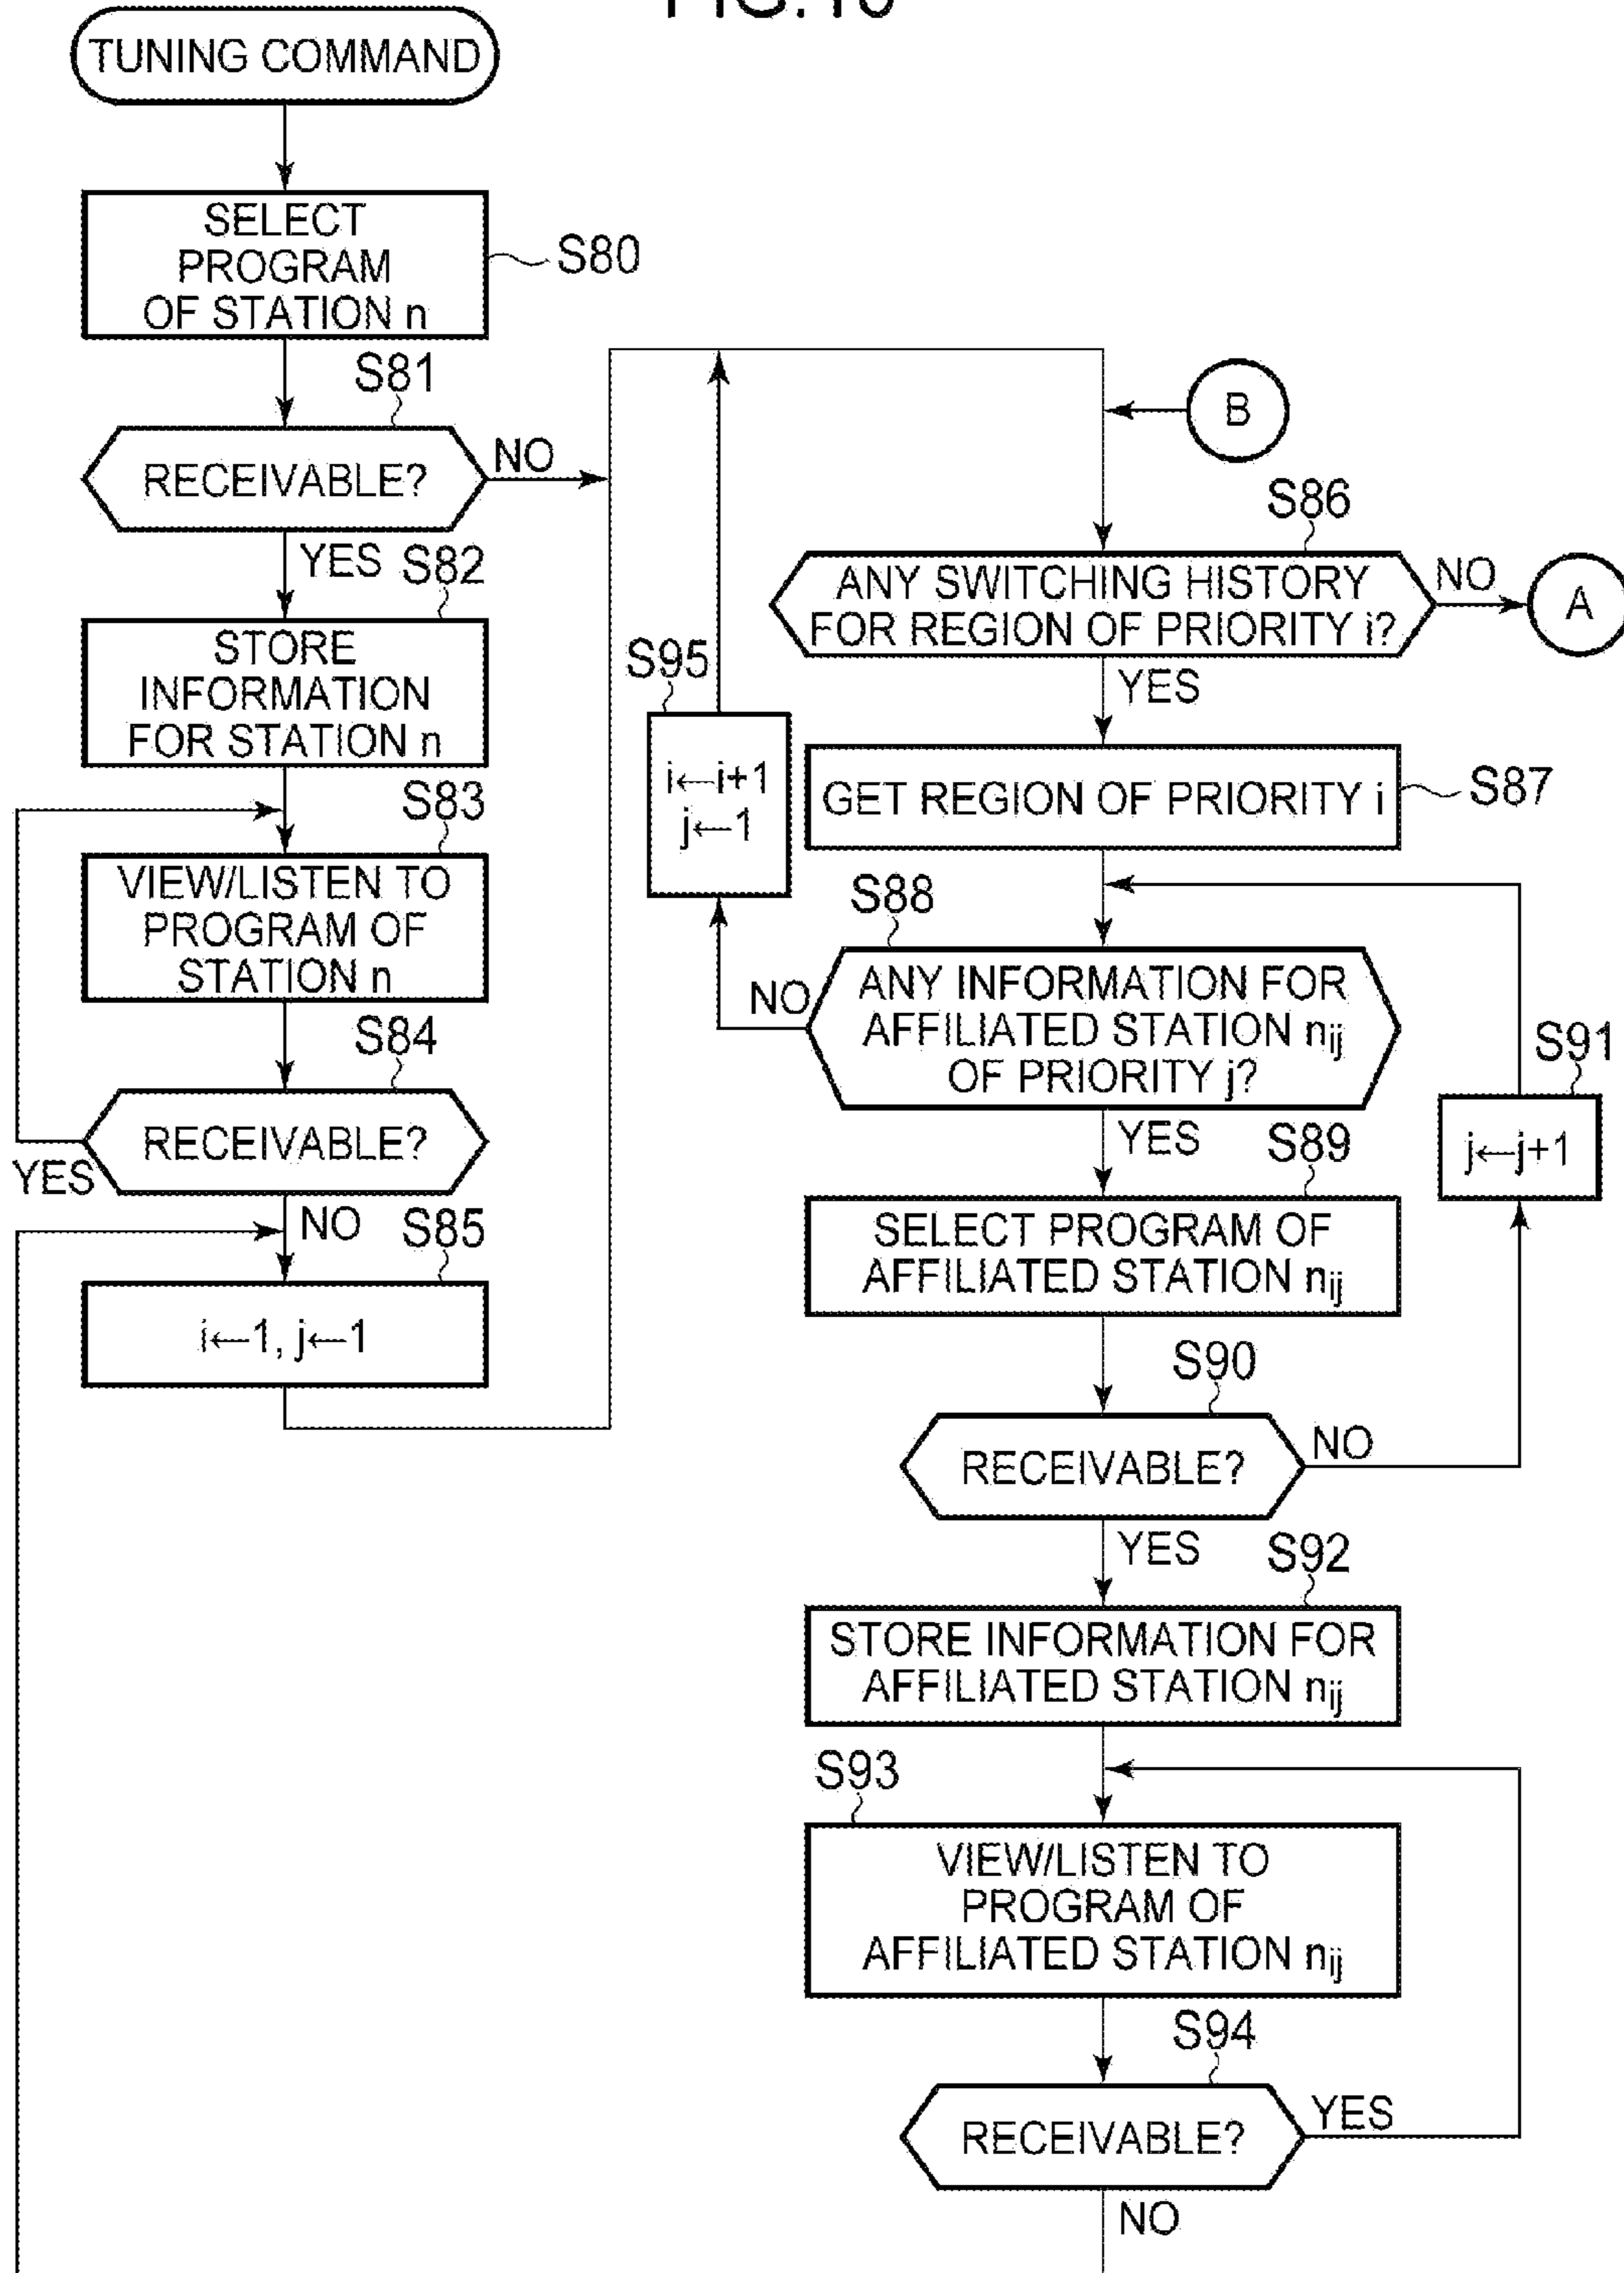 TUNING COMMAND
SELECT
PROGRAM
OF STATION n
S80
S81
RECEIVABLE?
NO
YES
S82
STORE
INFORMATION
FOR STATION n
S83
VIEW/LISTEN TO
PROGRAM OF
STATION n
S84
RECEIVABLE?
YES
NO
S85
i←1, j←1
B
S86
ANY SWITCHING HISTORY
FOR REGION OF PRIORITY i?
NO
A
YES
S95
i←i+1
j←1
GET REGION OF PRIORITY i
S87
S88
ANY INFORMATION FOR
AFFILIATED STATION nij
OF PRIORITY j?
NO
YES
S91
j←j+1
S89
SELECT PROGRAM OF
AFFILIATED STATION nij
S90
RECEIVABLE?
NO
YES
S92
STORE INFORMATION FOR
AFFILIATED STATION nij
S93
VIEW/LISTEN TO
PROGRAM OF
AFFILIATED STATION nij
S94
RECEIVABLE?
YES
NO